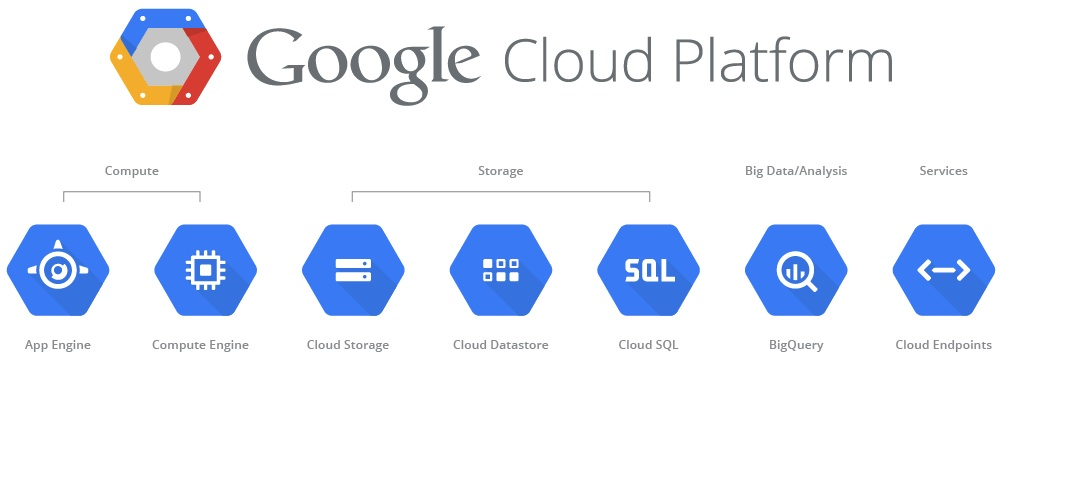 Google Cloud Platform
Compute
Storage
Big Data/Analysis
Services
SQL
App Engine
Compute Engine
Cloud Storage
Cloud Datastore
Cloud SQL
BigQuery
Cloud Endpoints